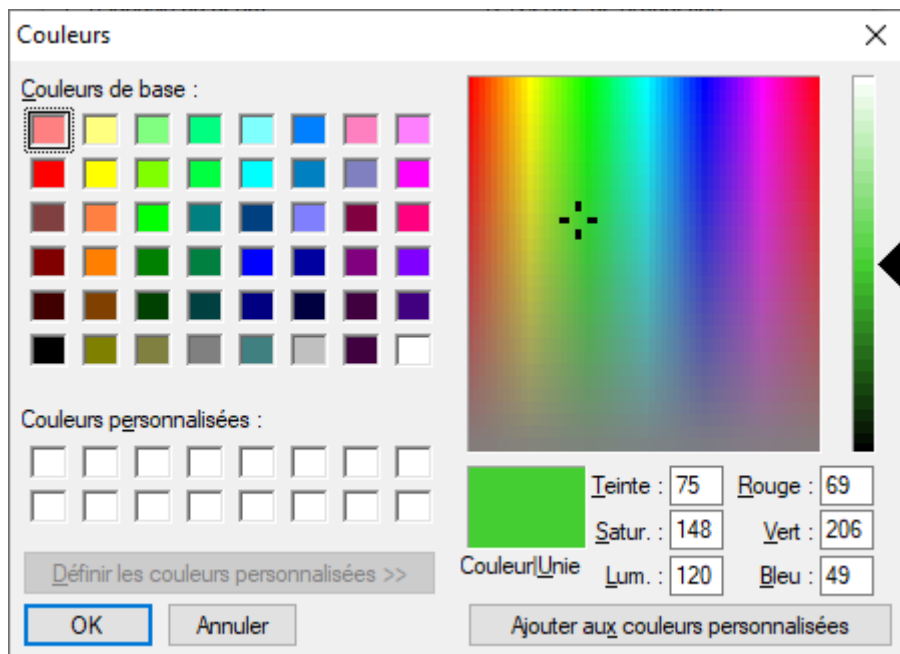 Couleurs
Couleurs de base :
Couleurs personnalisées :
Définir les couleurs personnalisées >>
OK
Annuler
Teinte : 75
Rouge : 69
Satur. : 148
Vert : 206
Couleur|Unie
Lum. : 120
Bleu : 49
Ajouter aux couleurs personnalisées